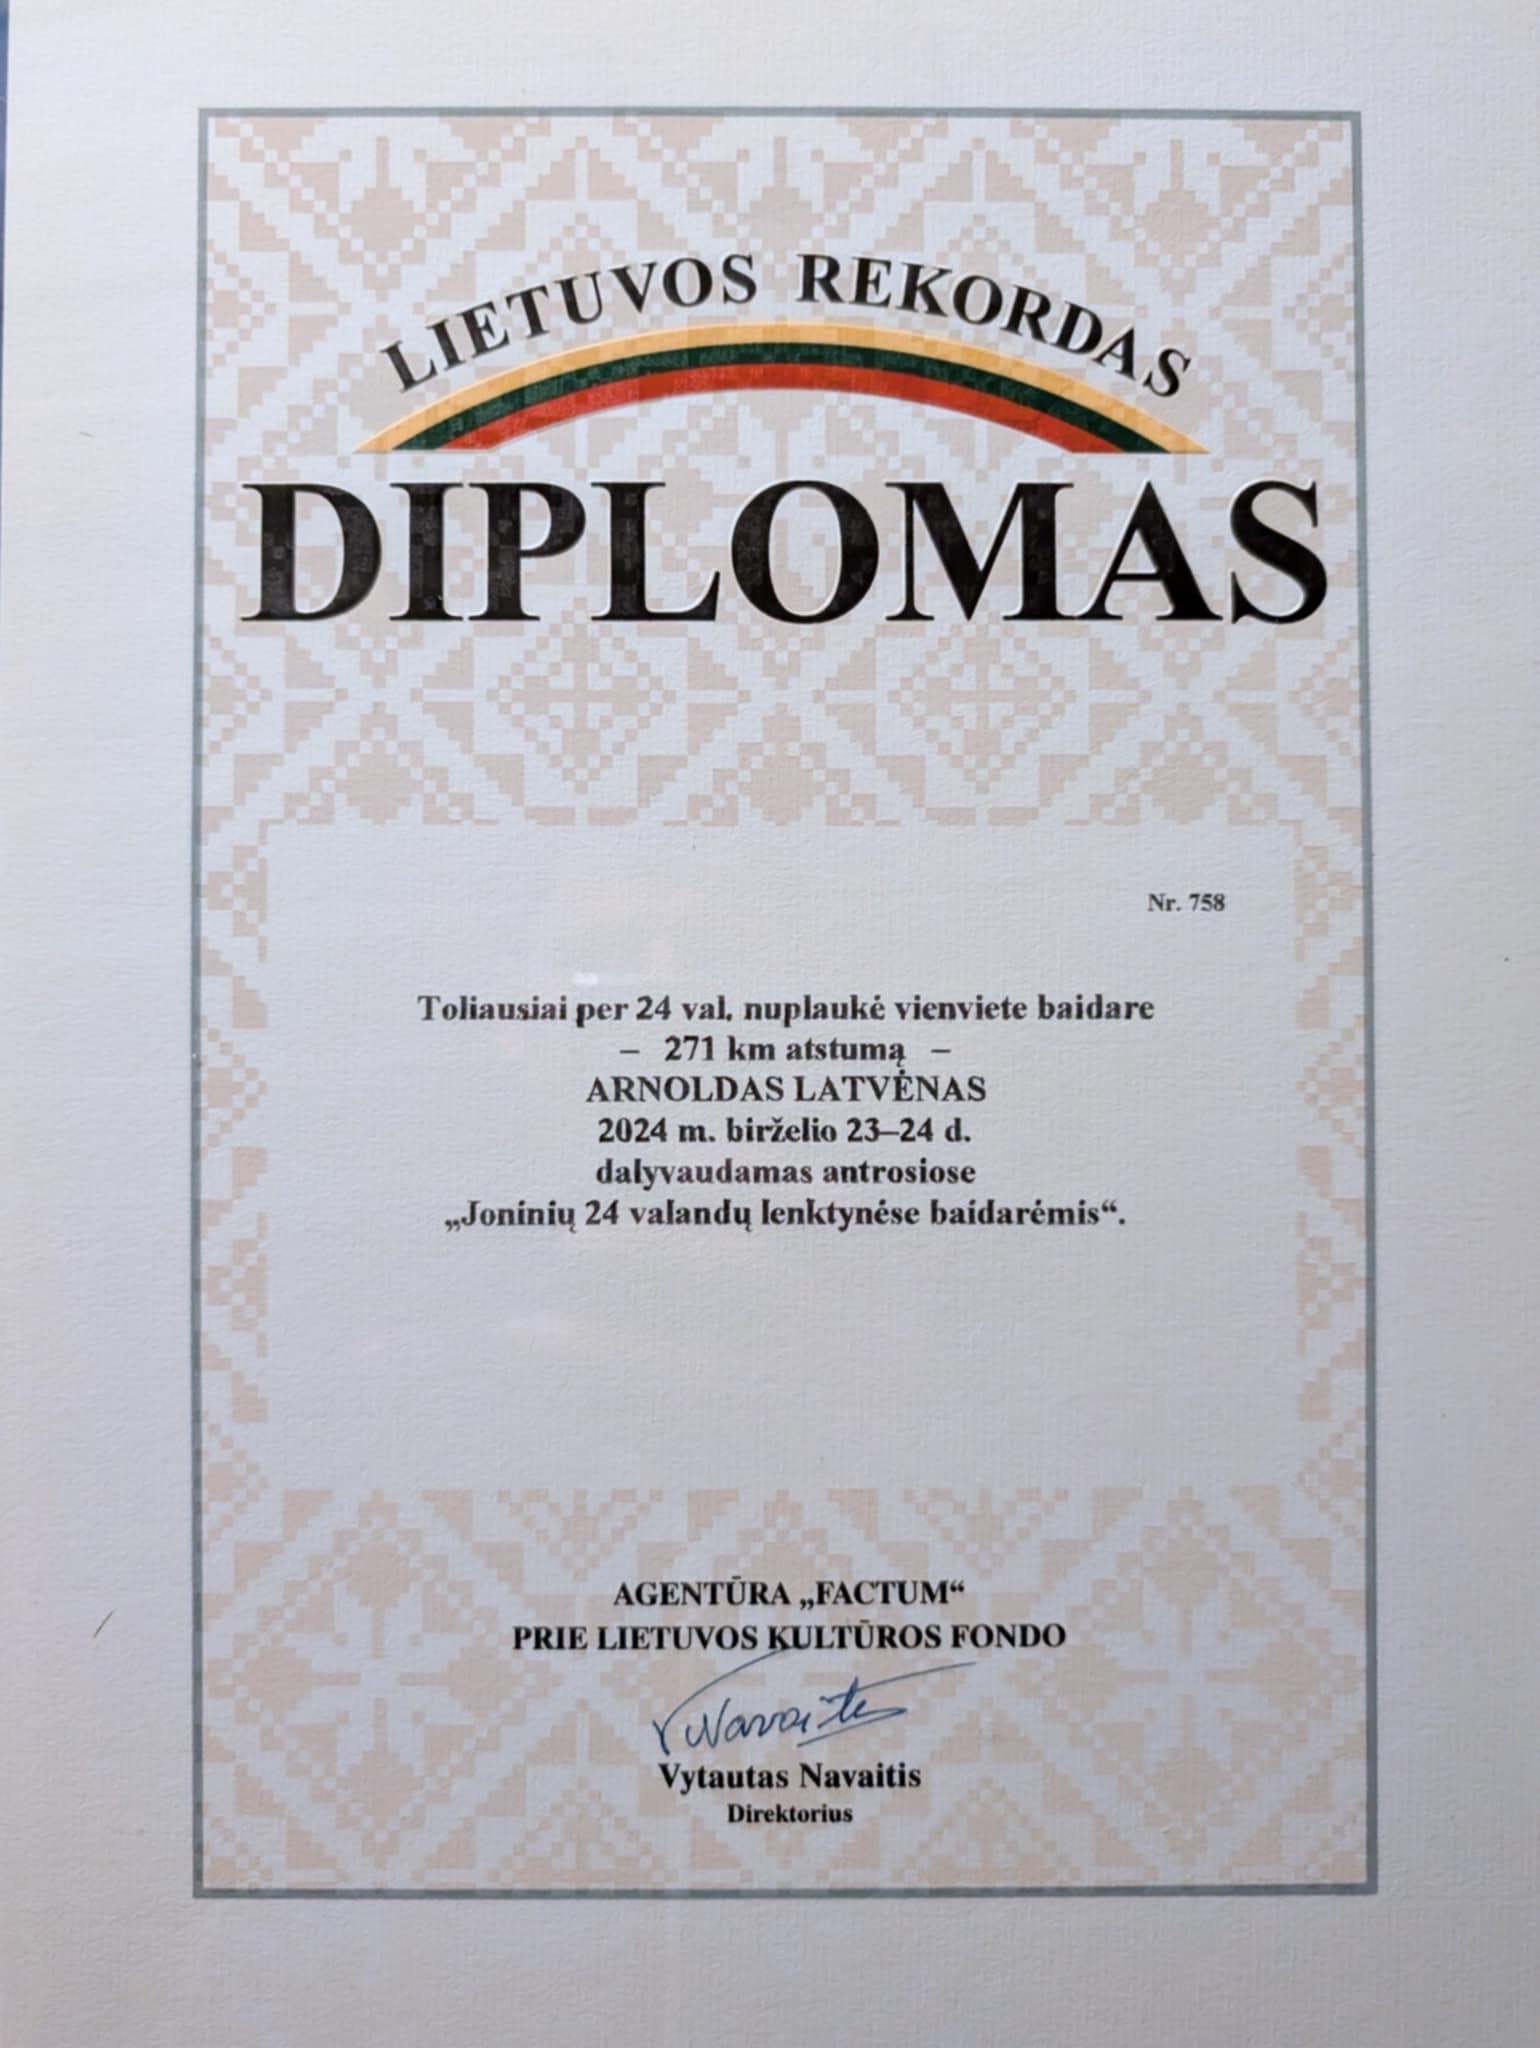 LIETUVOS REKORDAS
DIPLOMAS
Nr. 758
Toliausiai per 24 val. nuplaukė vienviete baidare
– 271 km atstumą –
ARNOLDAS LATVĖNAS
2024 m. birželio 23–24 d.
dalyvaudamas antrosiose
„Joninių 24 valandų lenktynėse baidarėmis“.
AGENTŪRA „FACTUM“
PRIE LIETUVOS KULTŪROS FONDO
VNavaitis
Vytautas Navaitis
Direktorius